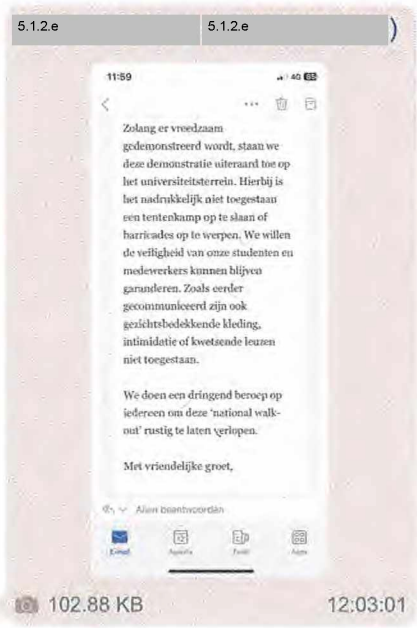 5.1.2.e 5.1.2.e )
11:59 4G 65
Zolang er vreedzaam
gedemonstreerd wordt, staan we
deze demonstratie uiteraard toe op
het universiteitsterrein. Hierbij is
het nadrukkelijk niet toegestaan
een tentenkamp op te slaan of
barricades op te werpen. We willen
de veiligheid van onze studenten en
medewerkers kunnen blijven
garanderen. Zoals eerder
gecommuniceerd zijn ook
gezichtsbedekkende kleding,
intimidatie of kwetsende leuzen
niet toegestaan.
We doen een dringend beroep op
iedereen om deze 'national walk-
out' rustig te laten verlopen.
Met vriendelijke groet,
Allen beantwoorden
E-mail Agenda Feed Apps
102.88 KB 12:03:01